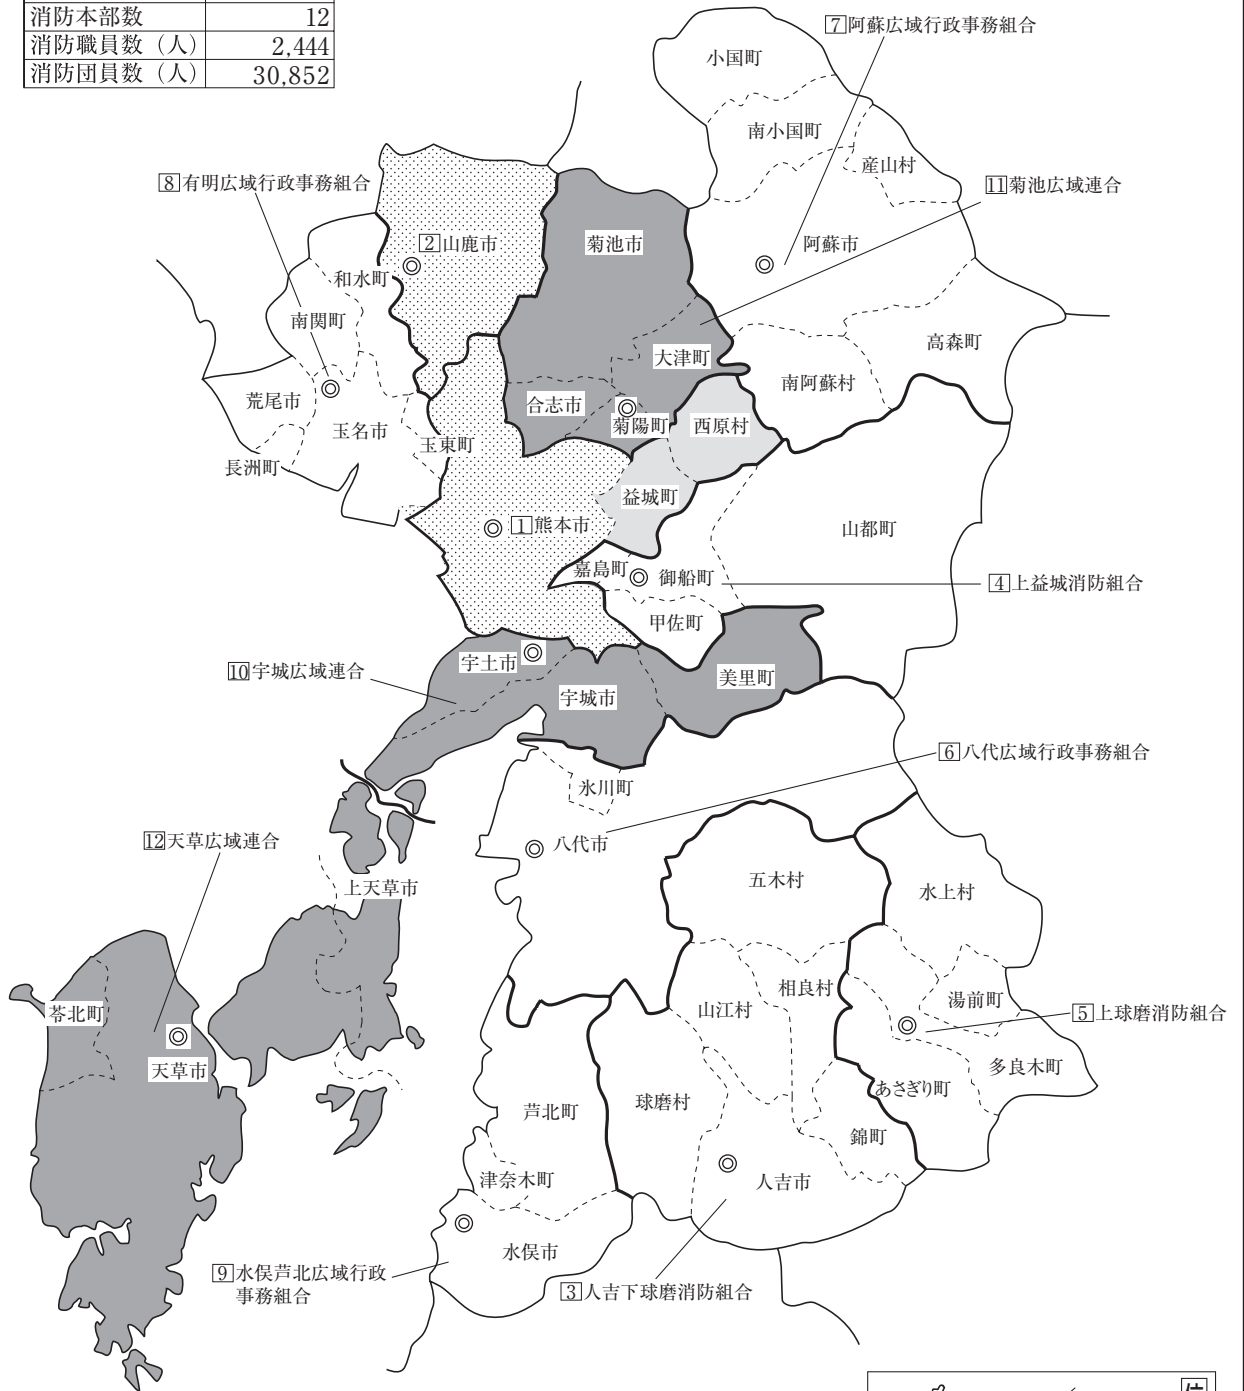 消防本部数 12
消防職員数（人） 2,444
消防団員数（人） 30,852
7 阿蘇広域行政事務組合
小国町
南小国町
産山村
8 有明広域行政事務組合
11 菊池広域連合
2 山鹿市
菊池市
阿蘇市
和水町
南関町
高森町
大津町
南阿蘇村
荒尾市
合志市
菊陽町
西原村
玉名市
玉東町
長洲町
益城町
1 熊本市
山都町
嘉島町
御船町
4 上益城消防組合
甲佐町
宇土市
10 宇城広域連合
美里町
宇城市
6 八代広域行政事務組合
氷川町
12 天草広域連合
八代市
上天草市
五木村
水上村
相良村
湯前町
山江村
苓北町
5 上球磨消防組合
天草市
多良木町
あさぎり町
球磨村
芦北町
錦町
津奈木町
人吉市
水俣市
9 水俣芦北広域行政
事務組合
3 人吉下球磨消防組合